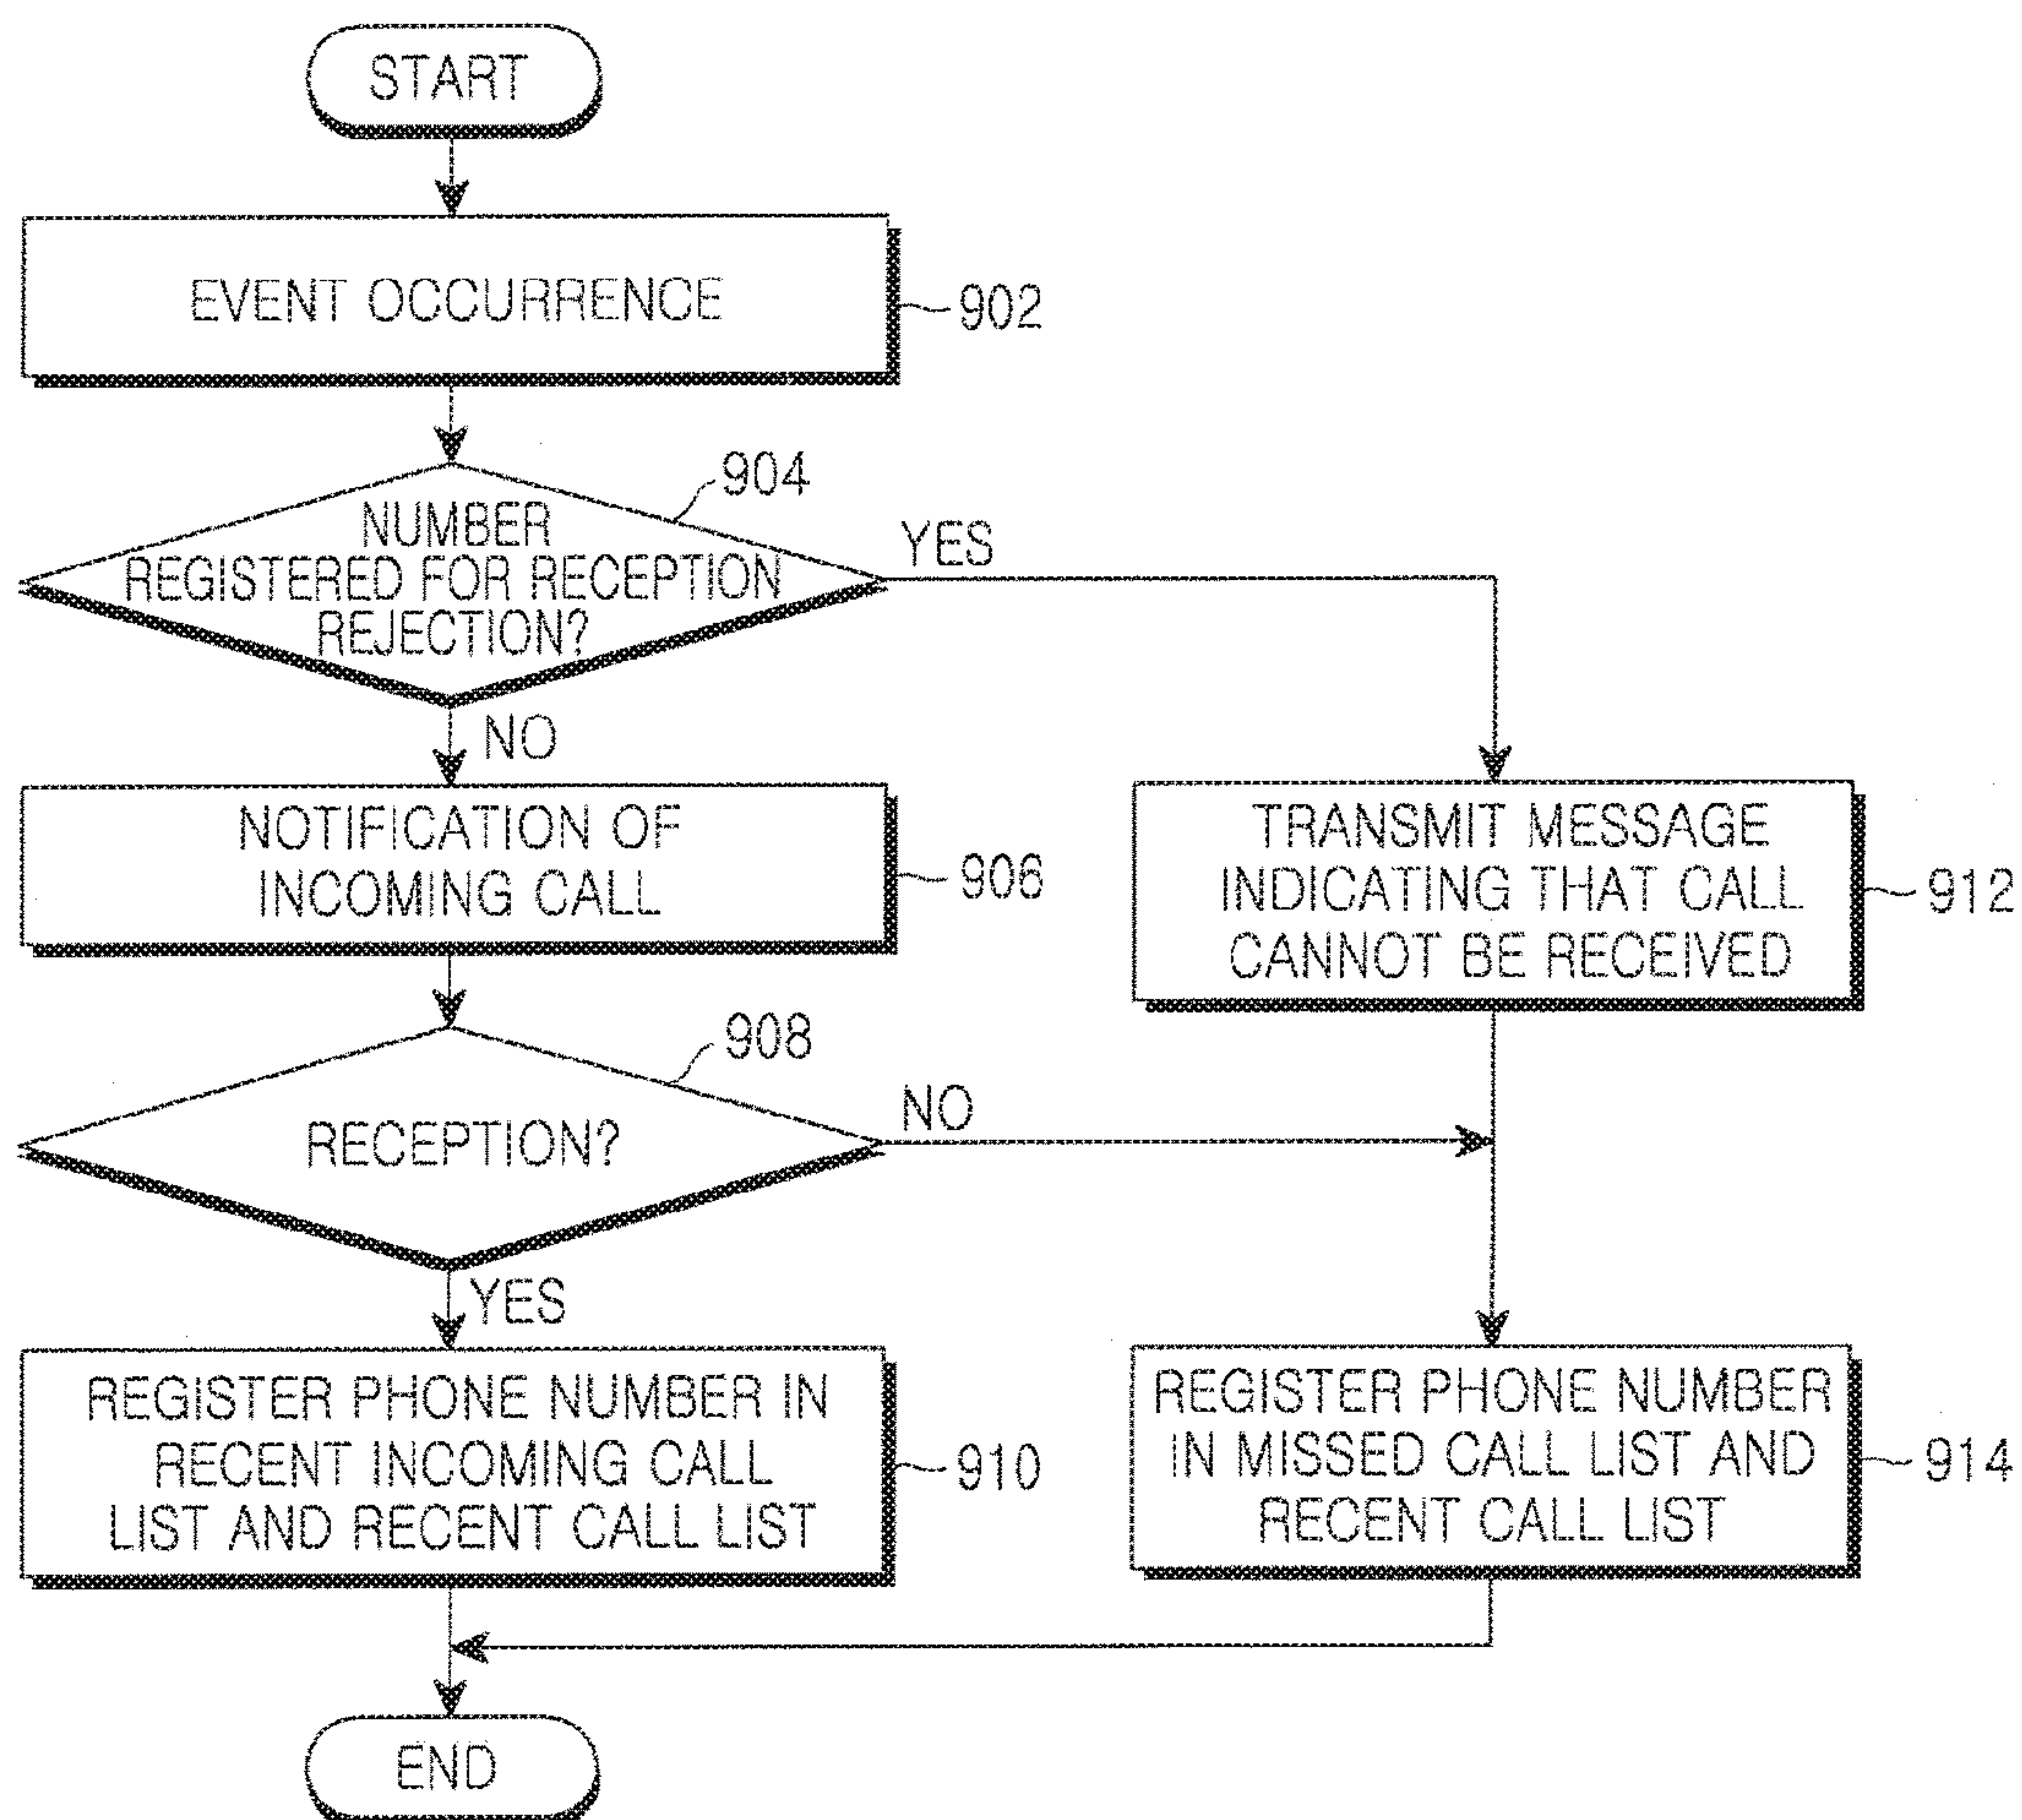 START
EVENT OCCURRENCE
902
904
NUMBER
REGISTERED FOR RECEPTION
REJECTION?
YES
NO
NOTIFICATION OF
INCOMING CALL
906
TRANSMIT MESSAGE
INDICATING THAT CALL
CANNOT BE RECEIVED
912
908
RECEPTION?
NO
YES
REGISTER PHONE NUMBER IN
RECENT INCOMING CALL
LIST AND RECENT CALL LIST
910
REGISTER PHONE NUMBER
IN MISSED CALL LIST AND
RECENT CALL LIST
914
END